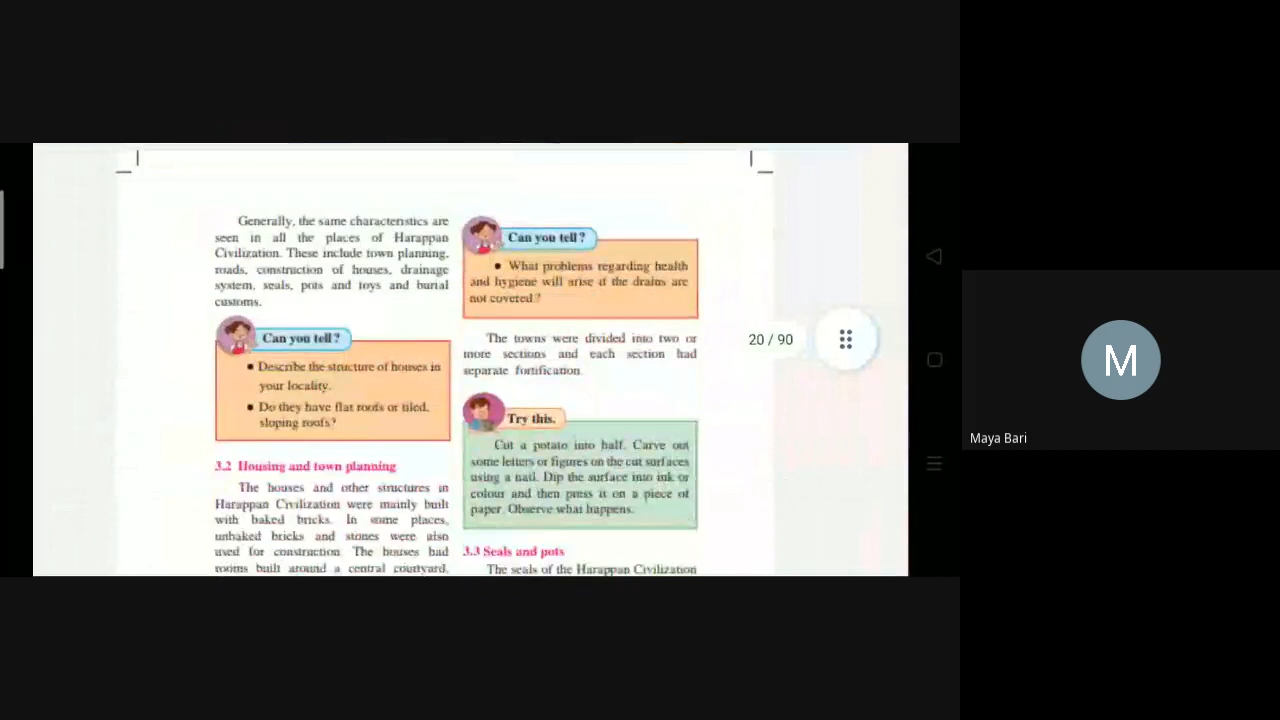 Generally, the same characteristics are
seen in all the places of Harappan
Civilization. These include town planning,
roads, construction of houses, drainage
system, seals, pots and toys and burial
customs.
Can you tell?
● Describe the structure of houses in
your locality.
● Do they have flat roofs or tiled,
sloping roofs?
3.2 Housing and town planning
The houses and other structures in
Harappan Civilization were mainly built
with baked bricks. In some places,
unbaked bricks and stones were also
used for construction. The houses had
rooms built around a central courtyard.
Can you tell?
● What problems regarding health
and hygiene will arise if the drains are
not covered?
The towns were divided into two or
more sections and each section had
separate fortification.
Try this.
Cut a potato into half. Carve out
some letters or figures on the cut surfaces
using a nail. Dip the surface into ink or
colour and then press it on a piece of
paper. Observe what happens.
3.3 Seals and pots
The seals of the Harappan Civilization
20 / 90
M
Maya Bari